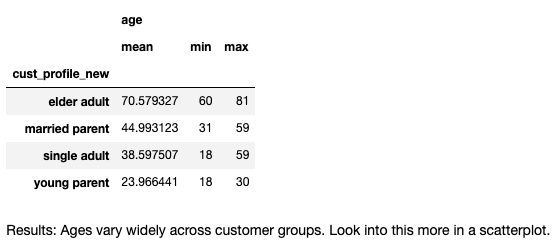 age
mean min max
cust_profile_new
elder adult 70.579327 60 81
married parent 44.993123 31 59
single adult 38.597507 18 59
young parent 23.966441 18 30
Results: Ages vary widely across customer groups. Look into this more in a scatterplot.